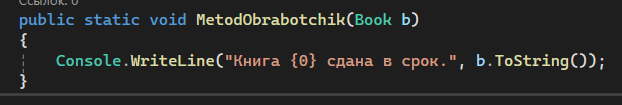 Ссылок: 0
public static void MetodObrabotchik(Book b)
{
Console.WriteLine("Книга {0} сдана в срок.", b.ToString());
}